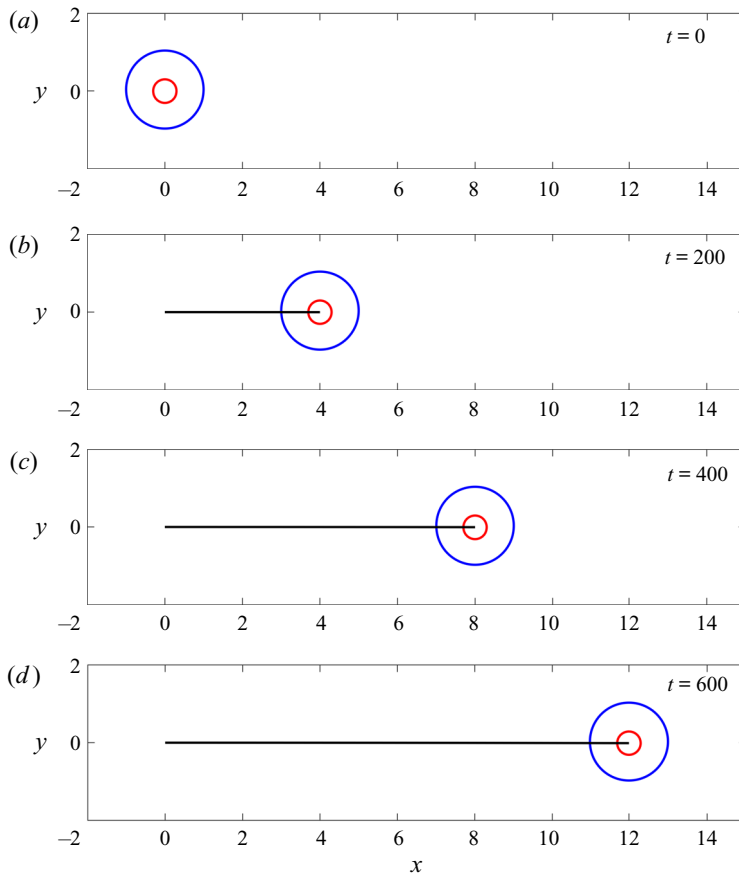 (a) 2
t = 0
y 0
–2 0 2 4 6 8 10 12 14
(b) 2
t = 200
y 0
–2 0 2 4 6 8 10 12 14
(c) 2
t = 400
y 0
–2 0 2 4 6 8 10 12 14
(d) 2
t = 600
y 0
–2 0 2 4 6 8 10 12 14
x